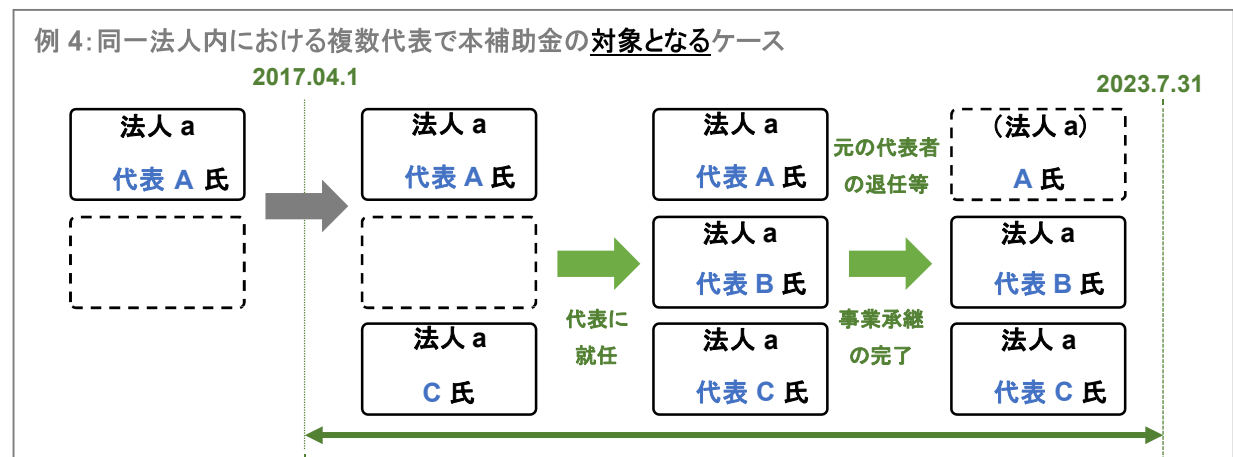 例 4：同一法人内における複数代表で本補助金の対象となるケース
2017.04.1
2023.7.31
法人 a
代表 A 氏
法人 a
代表 A 氏
法人 a
代表 A 氏
元の代表者
の退任等
（法人 a）
A 氏
法人 a
代表 B 氏
法人 a
代表 B 氏
代表に
就任
事業承継
の完了
法人 a
C 氏
法人 a
代表 C 氏
法人 a
代表 C 氏